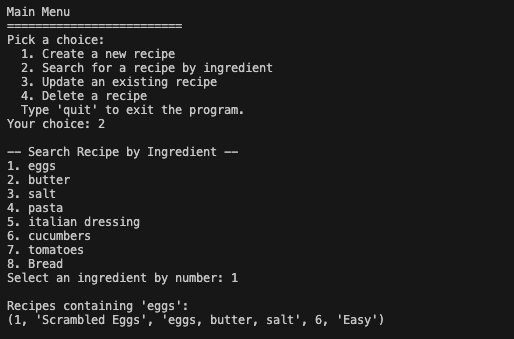 Main Menu
=========================
Pick a choice:
  1. Create a new recipe
  2. Search for a recipe by ingredient
  3. Update an existing recipe
  4. Delete a recipe
  Type 'quit' to exit the program.
Your choice: 2

-- Search Recipe by Ingredient --
1. eggs
2. butter
3. salt
4. pasta
5. italian dressing
6. cucumbers
7. tomatoes
8. Bread
Select an ingredient by number: 1

Recipes containing 'eggs':
(1, 'Scrambled Eggs', 'eggs, butter, salt', 6, 'Easy')